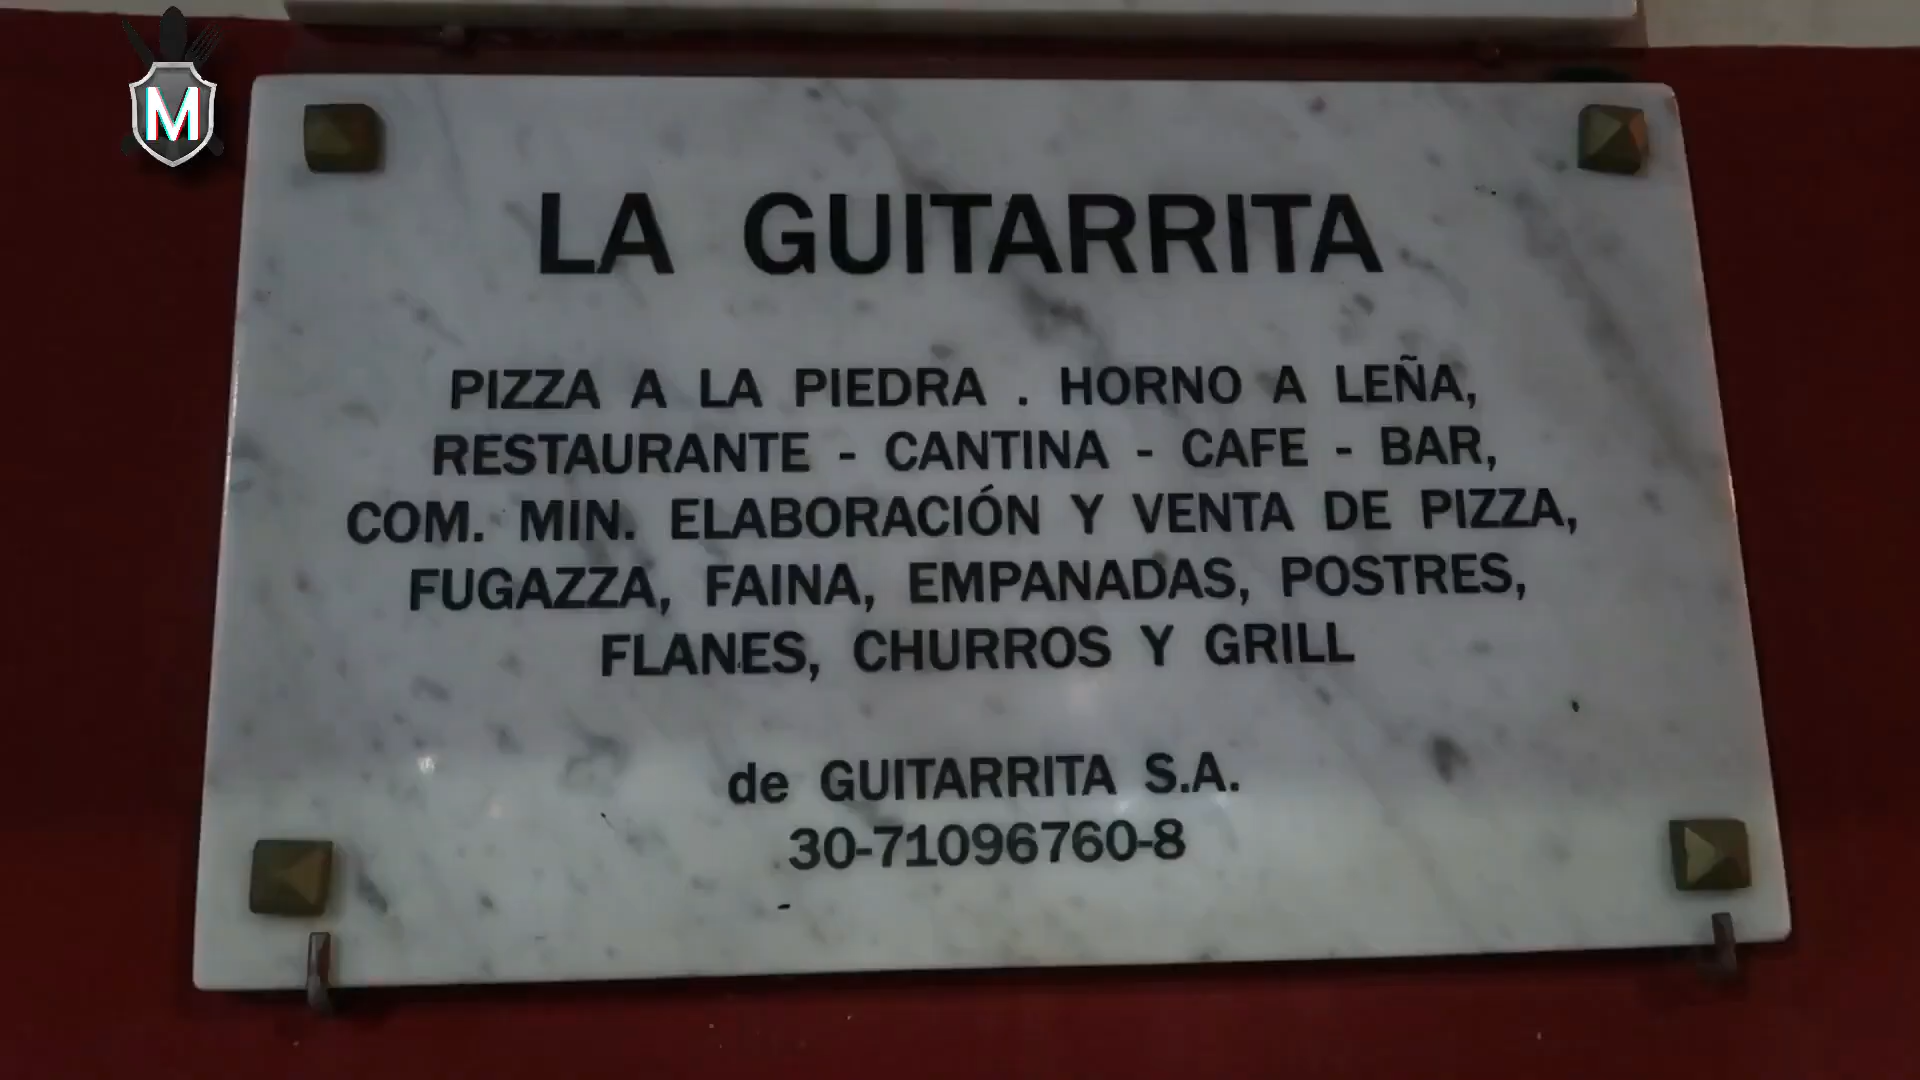 M
LA GUITARRITA
PIZZA A LA PIEDRA . HORNO A LEÑA,
RESTAURANTE - CANTINA - CAFE - BAR,
COM. MIN. ELABORACIÓN Y VENTA DE PIZZA,
FUGAZZA, FAINA, EMPANADAS, POSTRES,
FLANES, CHURROS Y GRILL
de GUITARRITA S.A.
30-71096760-8